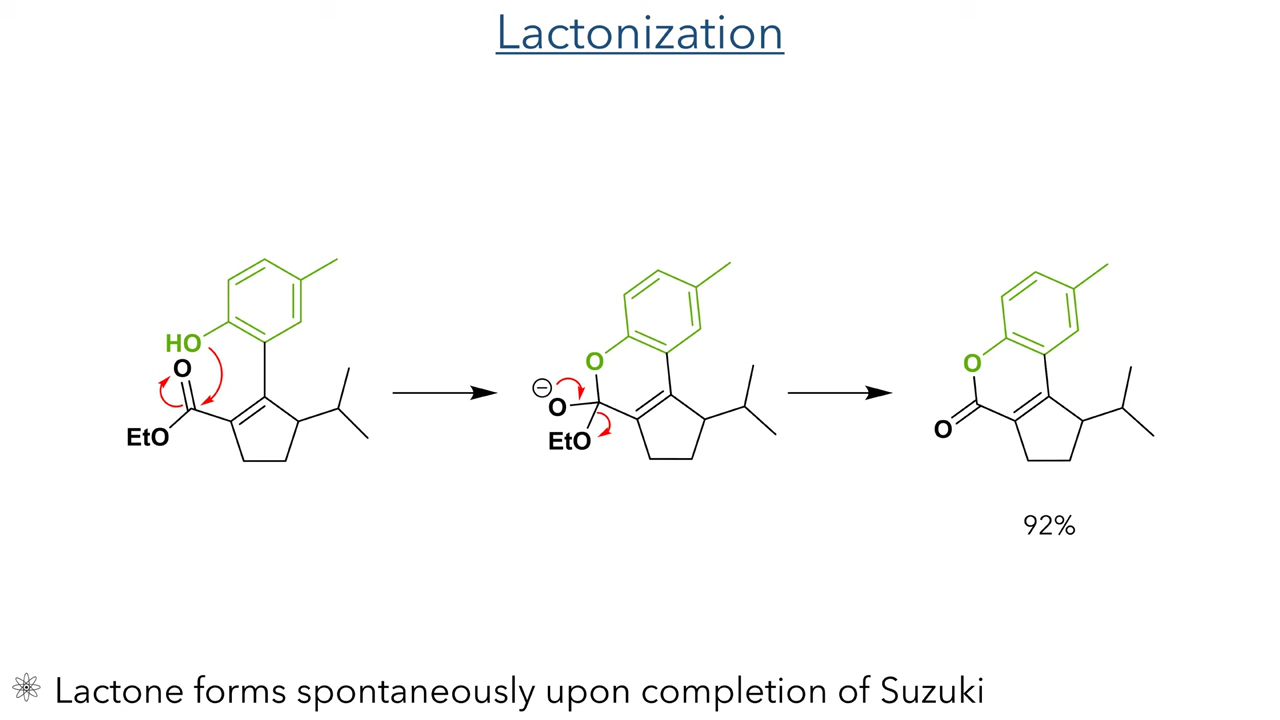 Lactonization
HO
O
EtO
O
⊖
O
EtO
O
O
92%
Lactone forms spontaneously upon completion of Suzuki